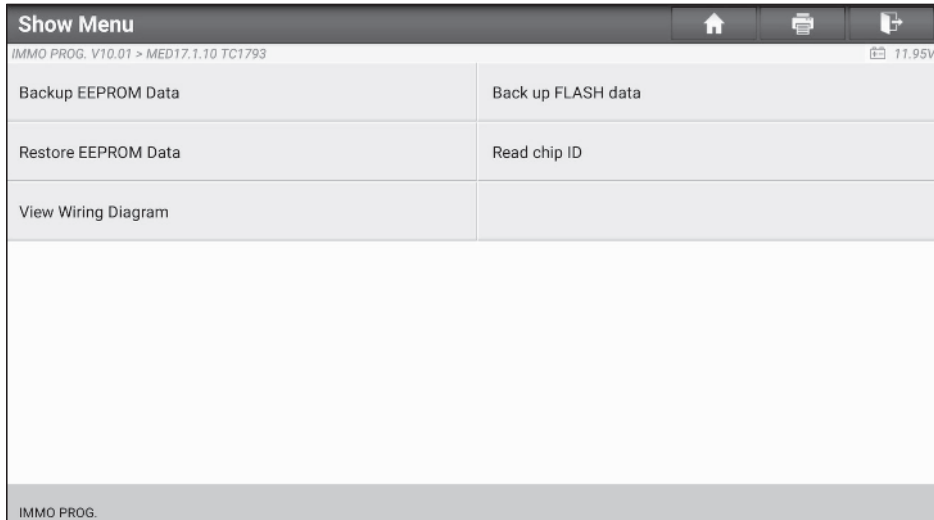 Show Menu
IMMO PROG. V10.01 > MED17.1.10 TC1793
11.95V
Backup EEPROM Data
Back up FLASH data
Restore EEPROM Data
Read chip ID
View Wiring Diagram
IMMO PROG.